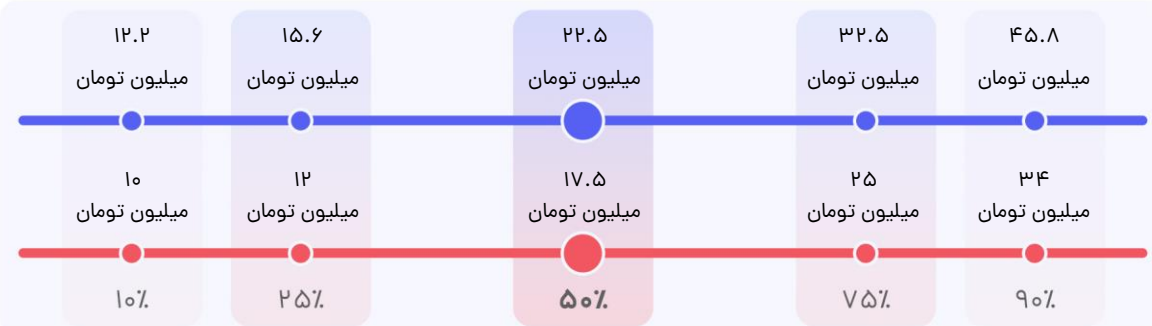 ۱۲.۲ ۱۵.۶ ۲۲.۵ ۳۲.۵ ۴۵.۸
میلیون تومان میلیون تومان میلیون تومان میلیون تومان میلیون تومان
۱۰ ۱۲ ۱۷.۵ ۲۵ ۳۴
میلیون تومان میلیون تومان میلیون تومان میلیون تومان میلیون تومان
۱۰٪ ۲۵٪ ۵۰٪ ۷۵٪ ۹۰٪